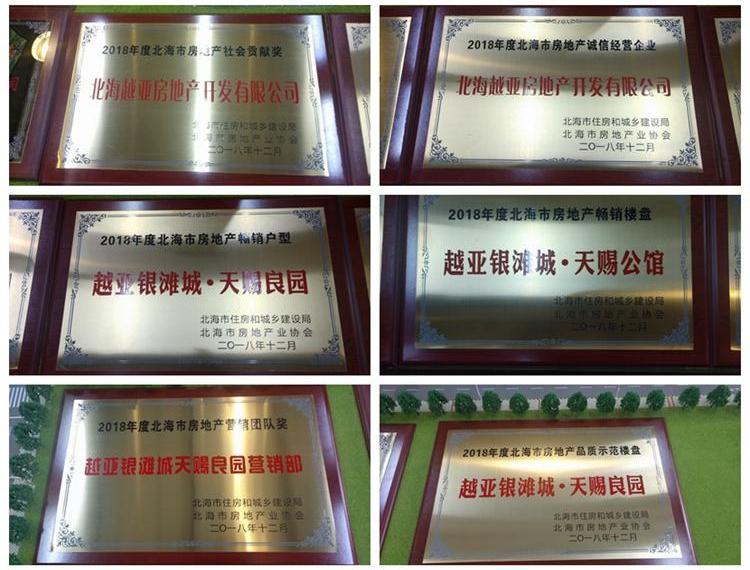 2018年度北海市房地产社会贡献奖
北海越亚房地产开发有限公司
北海市住房和城乡建设局
北海市房地产业协会
二〇一八年十二月
2018年度北海市房地产诚信经营企业
北海越亚房地产开发有限公司
北海市住房和城乡建设局
北海市房地产业协会
二〇一八年十二月
2018年度北海市房地产畅销户型
越亚银滩城·天赐良园
北海市住房和城乡建设局
北海市房地产业协会
二〇一八年十二月
2018年度北海市房地产畅销楼盘
越亚银滩城·天赐公馆
北海市住房和城乡建设局
北海市房地产业协会
二〇一八年十二月
2018年度北海市房地产营销团队奖
越亚银滩城天赐良园营销部
北海市住房和城乡建设局
北海市房地产业协会
二〇一八年十二月
2018年度北海市房地产品质示范楼盘
越亚银滩城·天赐良园
北海市住房和城乡建设局
北海市房地产业协会
二〇一八年十二月